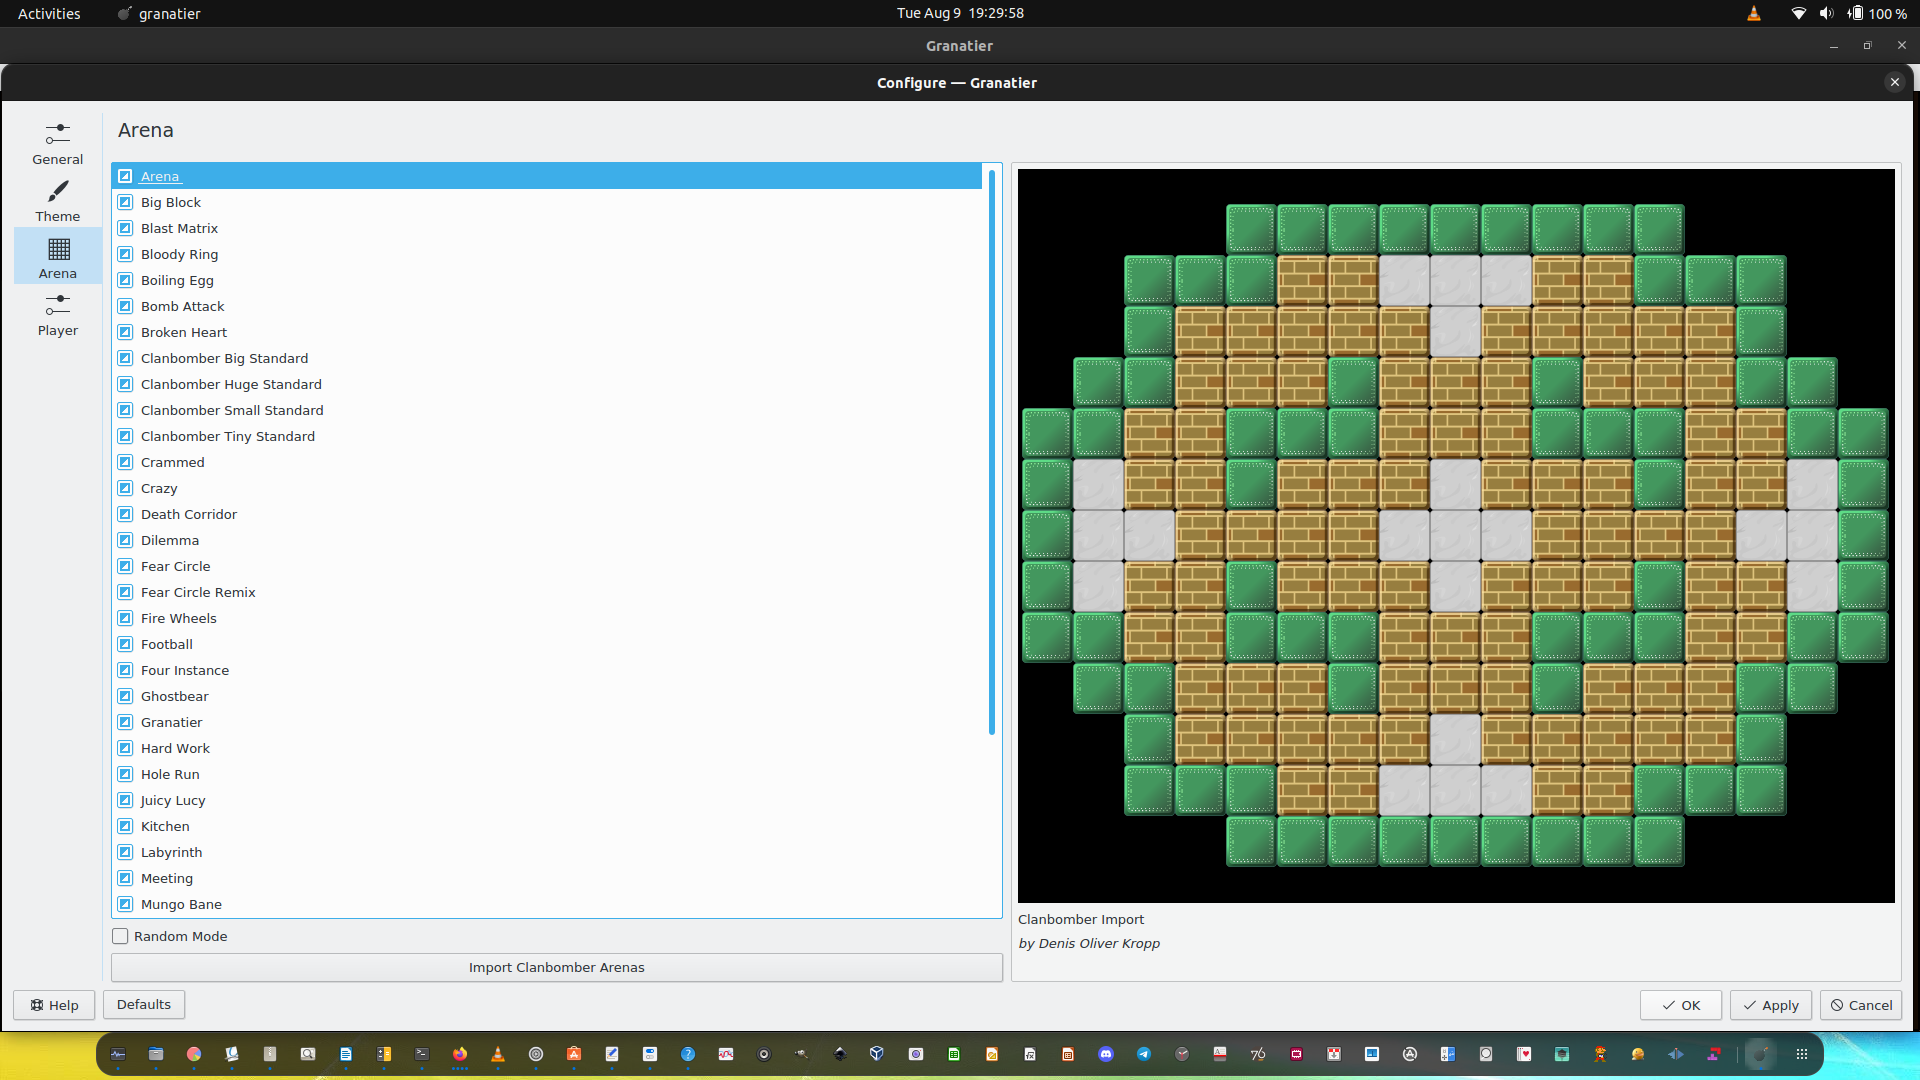 Activities
granatier
Tue Aug 9 19:29:58
100 %
Granatier
Configure — Granatier
General
Theme
Arena
Player
Arena
Arena
Big Block
Blast Matrix
Bloody Ring
Boiling Egg
Bomb Attack
Broken Heart
Clanbomber Big Standard
Clanbomber Huge Standard
Clanbomber Small Standard
Clanbomber Tiny Standard
Crammed
Crazy
Death Corridor
Dilemma
Fear Circle
Fear Circle Remix
Fire Wheels
Football
Four Instance
Ghostbear
Granatier
Hard Work
Hole Run
Juicy Lucy
Kitchen
Labyrinth
Meeting
Mungo Bane
Random Mode
Import Clanbomber Arenas
Clanbomber Import
by Denis Oliver Kropp
Help
Defaults
OK
Apply
Cancel